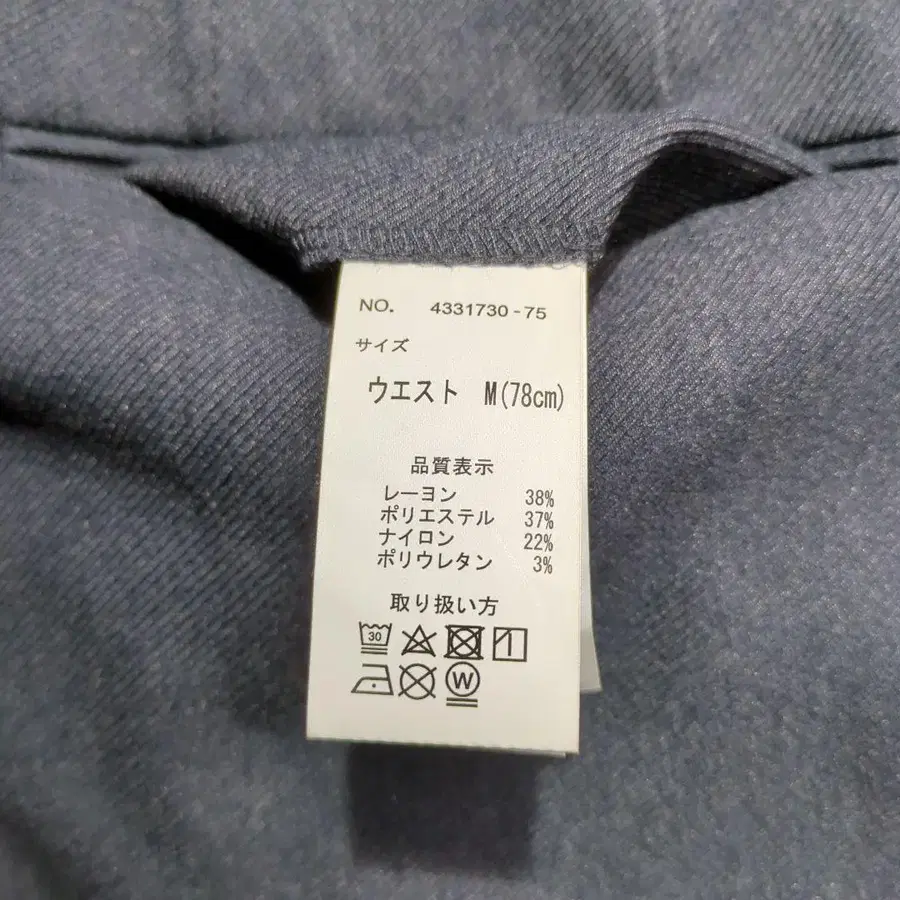 NO. 4331730-75
サイズ
ウエスト M(78cm)
品質表示
レーヨン 38%
ポリエステル 37%
ナイロン 22%
ポリウレタン 3%
取り扱い方
30
W